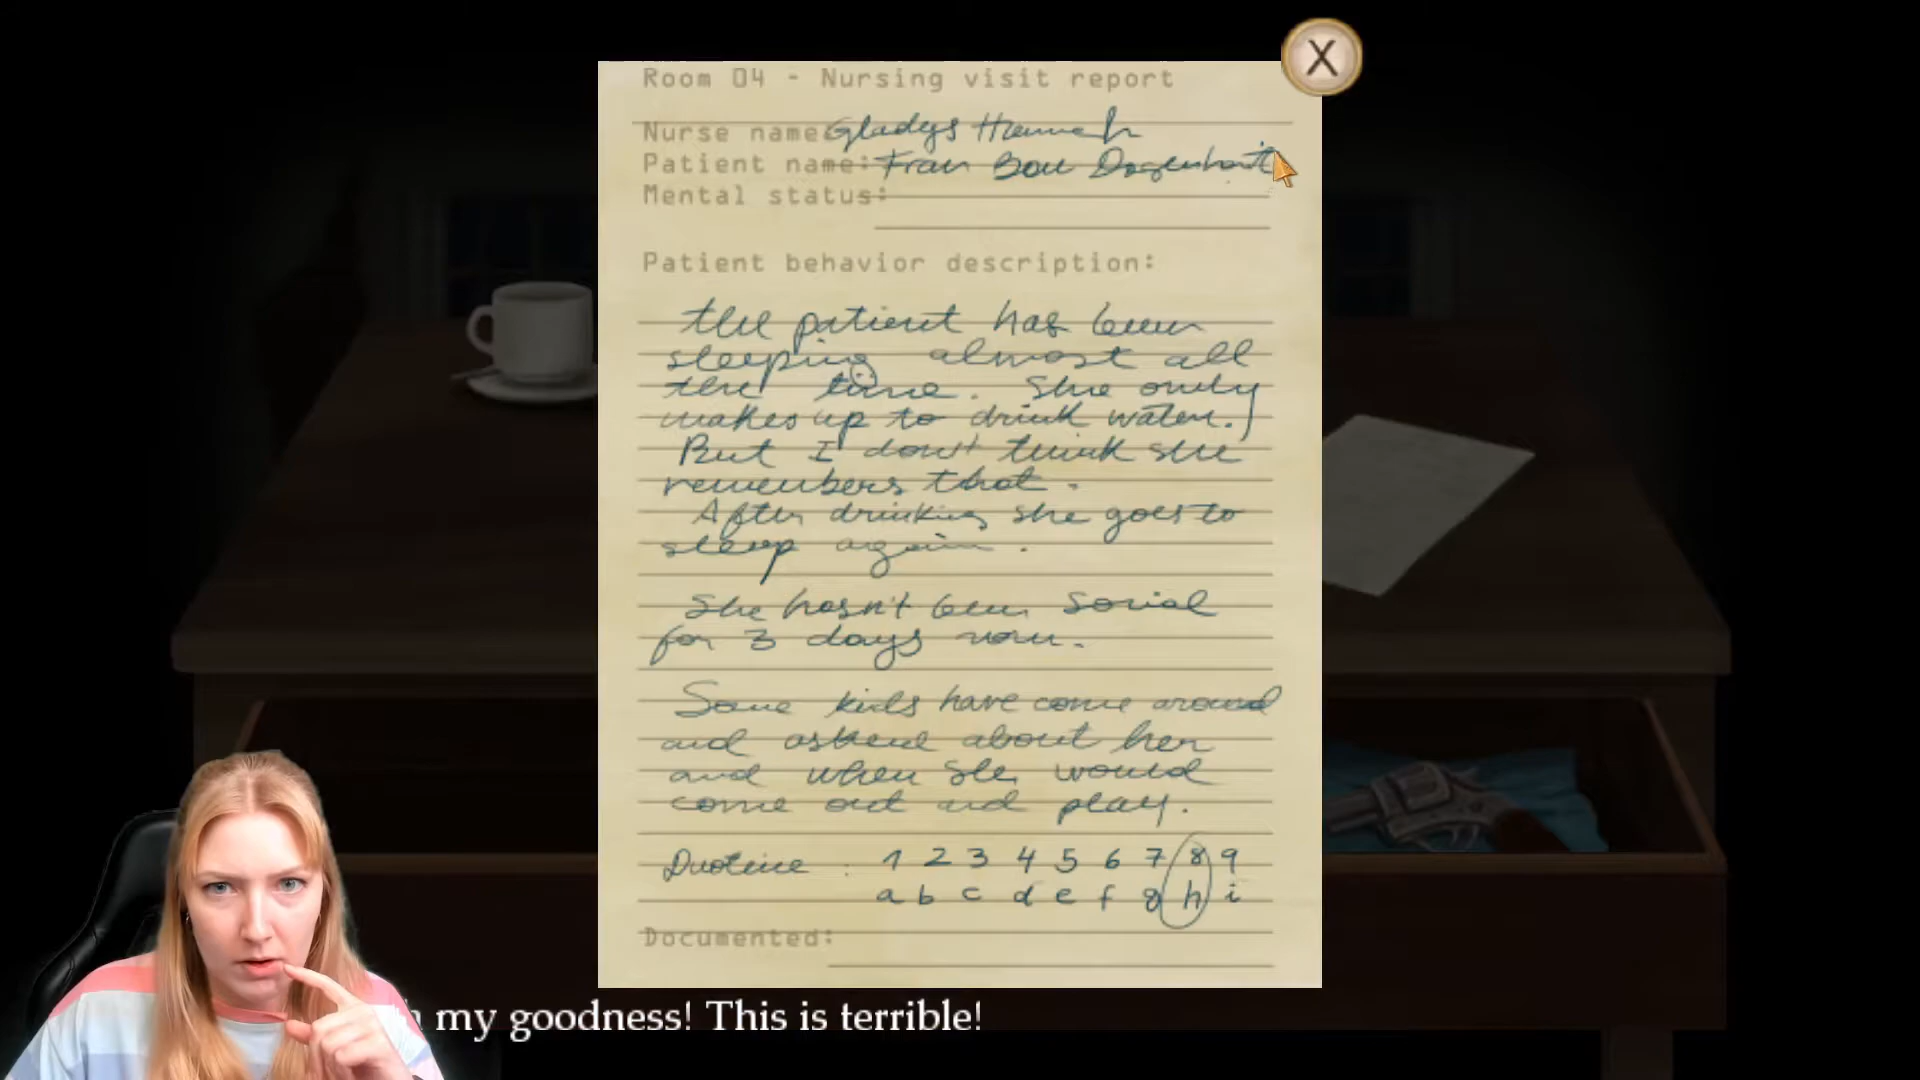 X
Room 04 - Nursing visit report
Nurse name: Gladys Hannah
Patient name: Frau Bou
Mental status:
Patient behavior description:
the patient has been
sleeping almost all
the time. She only
wakes up to drink water.
But I don't think she
remembers that.
After drinking she goes to
sleep again.
She hasn't been social
for 3 days now.
Some kids have come around
and asked about her
and when she would
come out and play.
: 1 2 3 4 5 6 7 8 9
a b c d e f g h i
Documented:
my goodness! This is terrible!